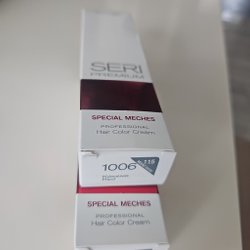 SERI
PREMIUM
SPECIAL MECHES
PROFESSIONAL
Hair Color Cream
1006
SPECIAL MECHES
PROFESSIONAL
Hair Color Cream